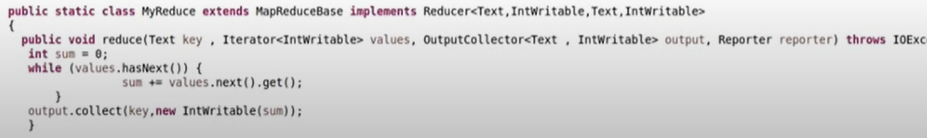 public static class MyReduce extends MapReduceBase implements Reducer<Text,IntWritable,Text,IntWritable>
{
public void reduce(Text key , Iterator<IntWritable> values, OutputCollector<Text , IntWritable> output, Reporter reporter) throws IOExc
int sum = 0;
while (values.hasNext()) {
sum += values.next().get();
}
output.collect(key,new IntWritable(sum));
}